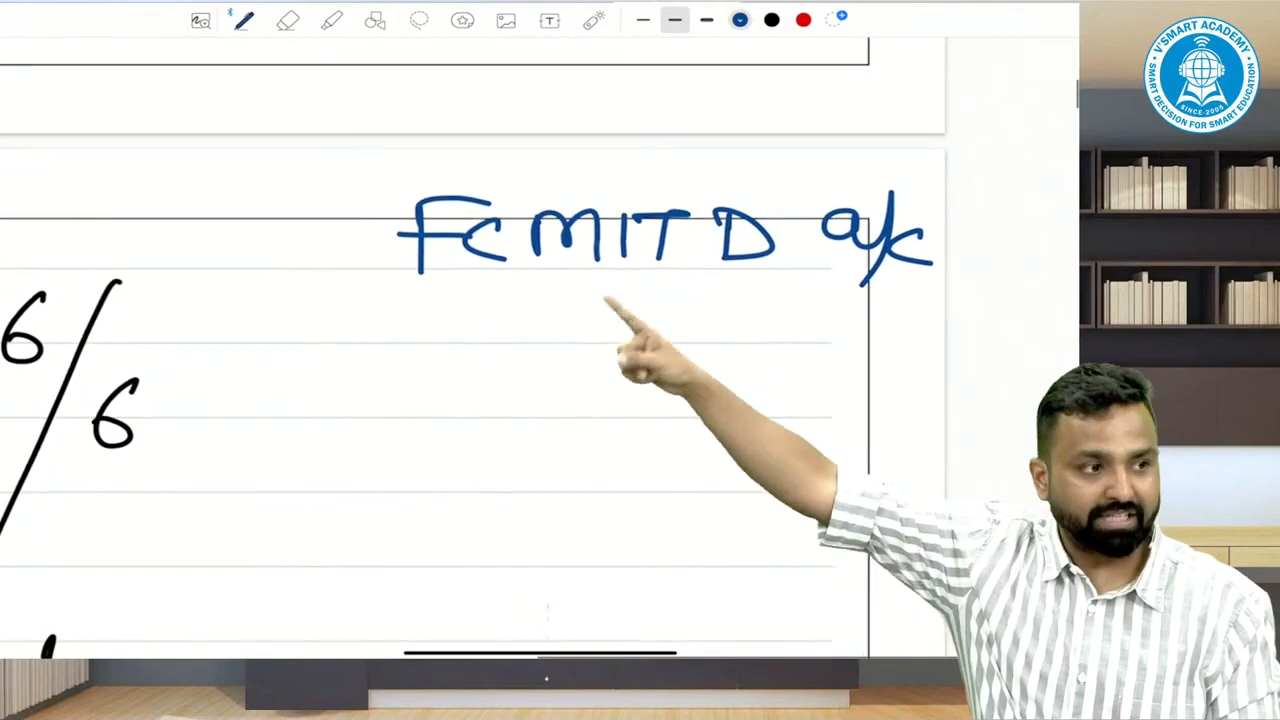 V'SMART ACADEMY
SINCE-2005
SMART DECISION FOR SMART EDUCATION
FCMITD a/c
6/6